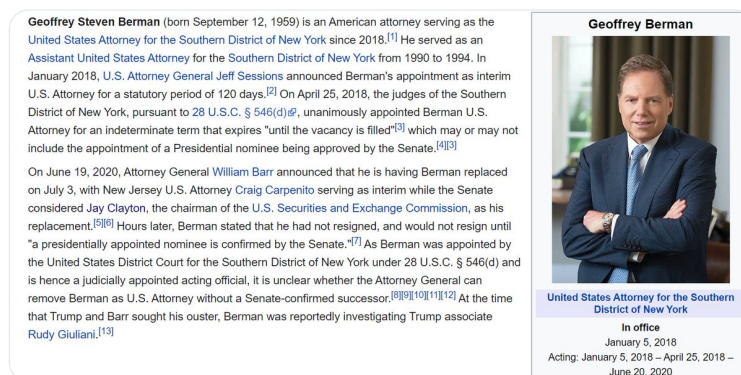 Geoffrey Steven Berman (born September 12, 1959) is an American attorney serving as the
United States Attorney for the Southern District of New York since 2018.[1] He served as an
Assistant United States Attorney for the Southern District of New York from 1990 to 1994. In
January 2018, U.S. Attorney General Jeff Sessions announced Berman's appointment as interim
U.S. Attorney for a statutory period of 120 days.[2] On April 25, 2018, the judges of the Southern
District of New York, pursuant to 28 U.S.C. § 546(d), unanimously appointed Berman U.S.
Attorney for an indeterminate term that expires "until the vacancy is filled"[3] which may or may not
include the appointment of a Presidential nominee being approved by the Senate.[4][3]
On June 19, 2020, Attorney General William Barr announced that he is having Berman replaced
on July 3, with New Jersey U.S. Attorney Craig Carpenito serving as interim while the Senate
considered Jay Clayton, the chairman of the U.S. Securities and Exchange Commission, as his
replacement.[5][6] Hours later, Berman stated that he had not resigned, and would not resign until
"a presidentially appointed nominee is confirmed by the Senate."[7] As Berman was appointed by
the United States District Court for the Southern District of New York under 28 U.S.C. § 546(d) and
is hence a judicially appointed acting official, it is unclear whether the Attorney General can
remove Berman as U.S. Attorney without a Senate-confirmed successor.[8][9][10][11][12] At the time
that Trump and Barr sought his ouster, Berman was reportedly investigating Trump associate
Rudy Giuliani.[13]
Geoffrey Berman
United States Attorney for the Southern
District of New York
In office
January 5, 2018
Acting: January 5, 2018 – April 25, 2018 –
June 20, 2020